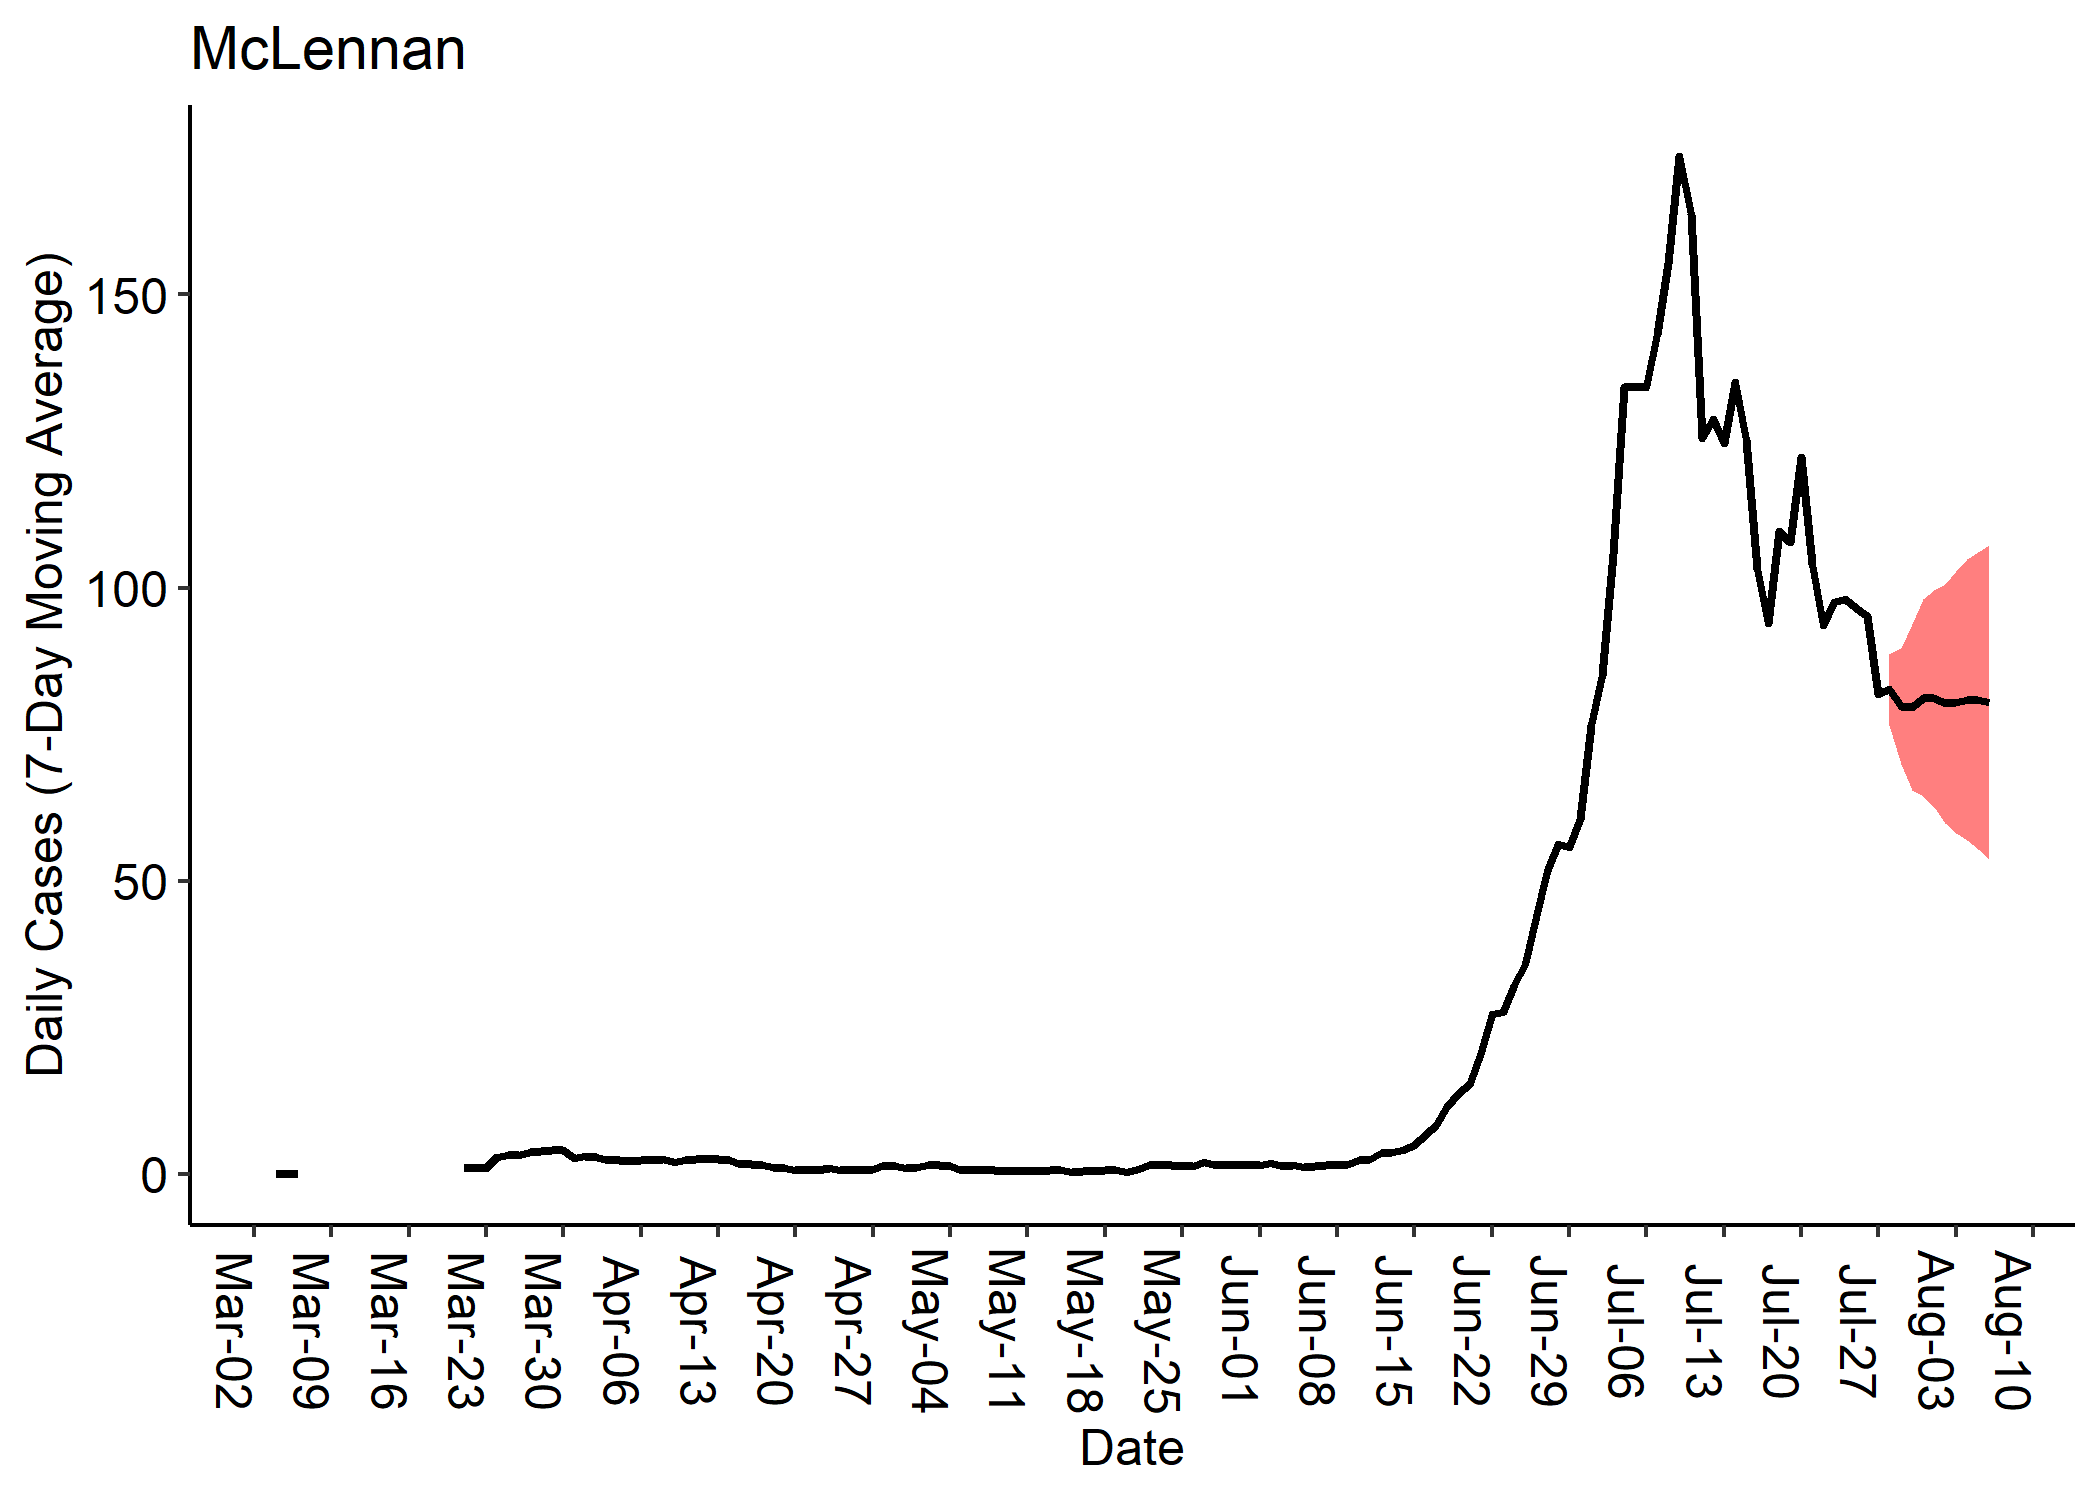 McLennan
Daily Cases (7-Day Moving Average)
150
100
50
0
Mar-02
Mar-09
Mar-16
Mar-23
Mar-30
Apr-06
Apr-13
Apr-20
Apr-27
May-04
May-11
May-18
May-25
Jun-01
Jun-08
Jun-15
Jun-22
Jun-29
Jul-06
Jul-13
Jul-20
Jul-27
Aug-03
Aug-10
Date